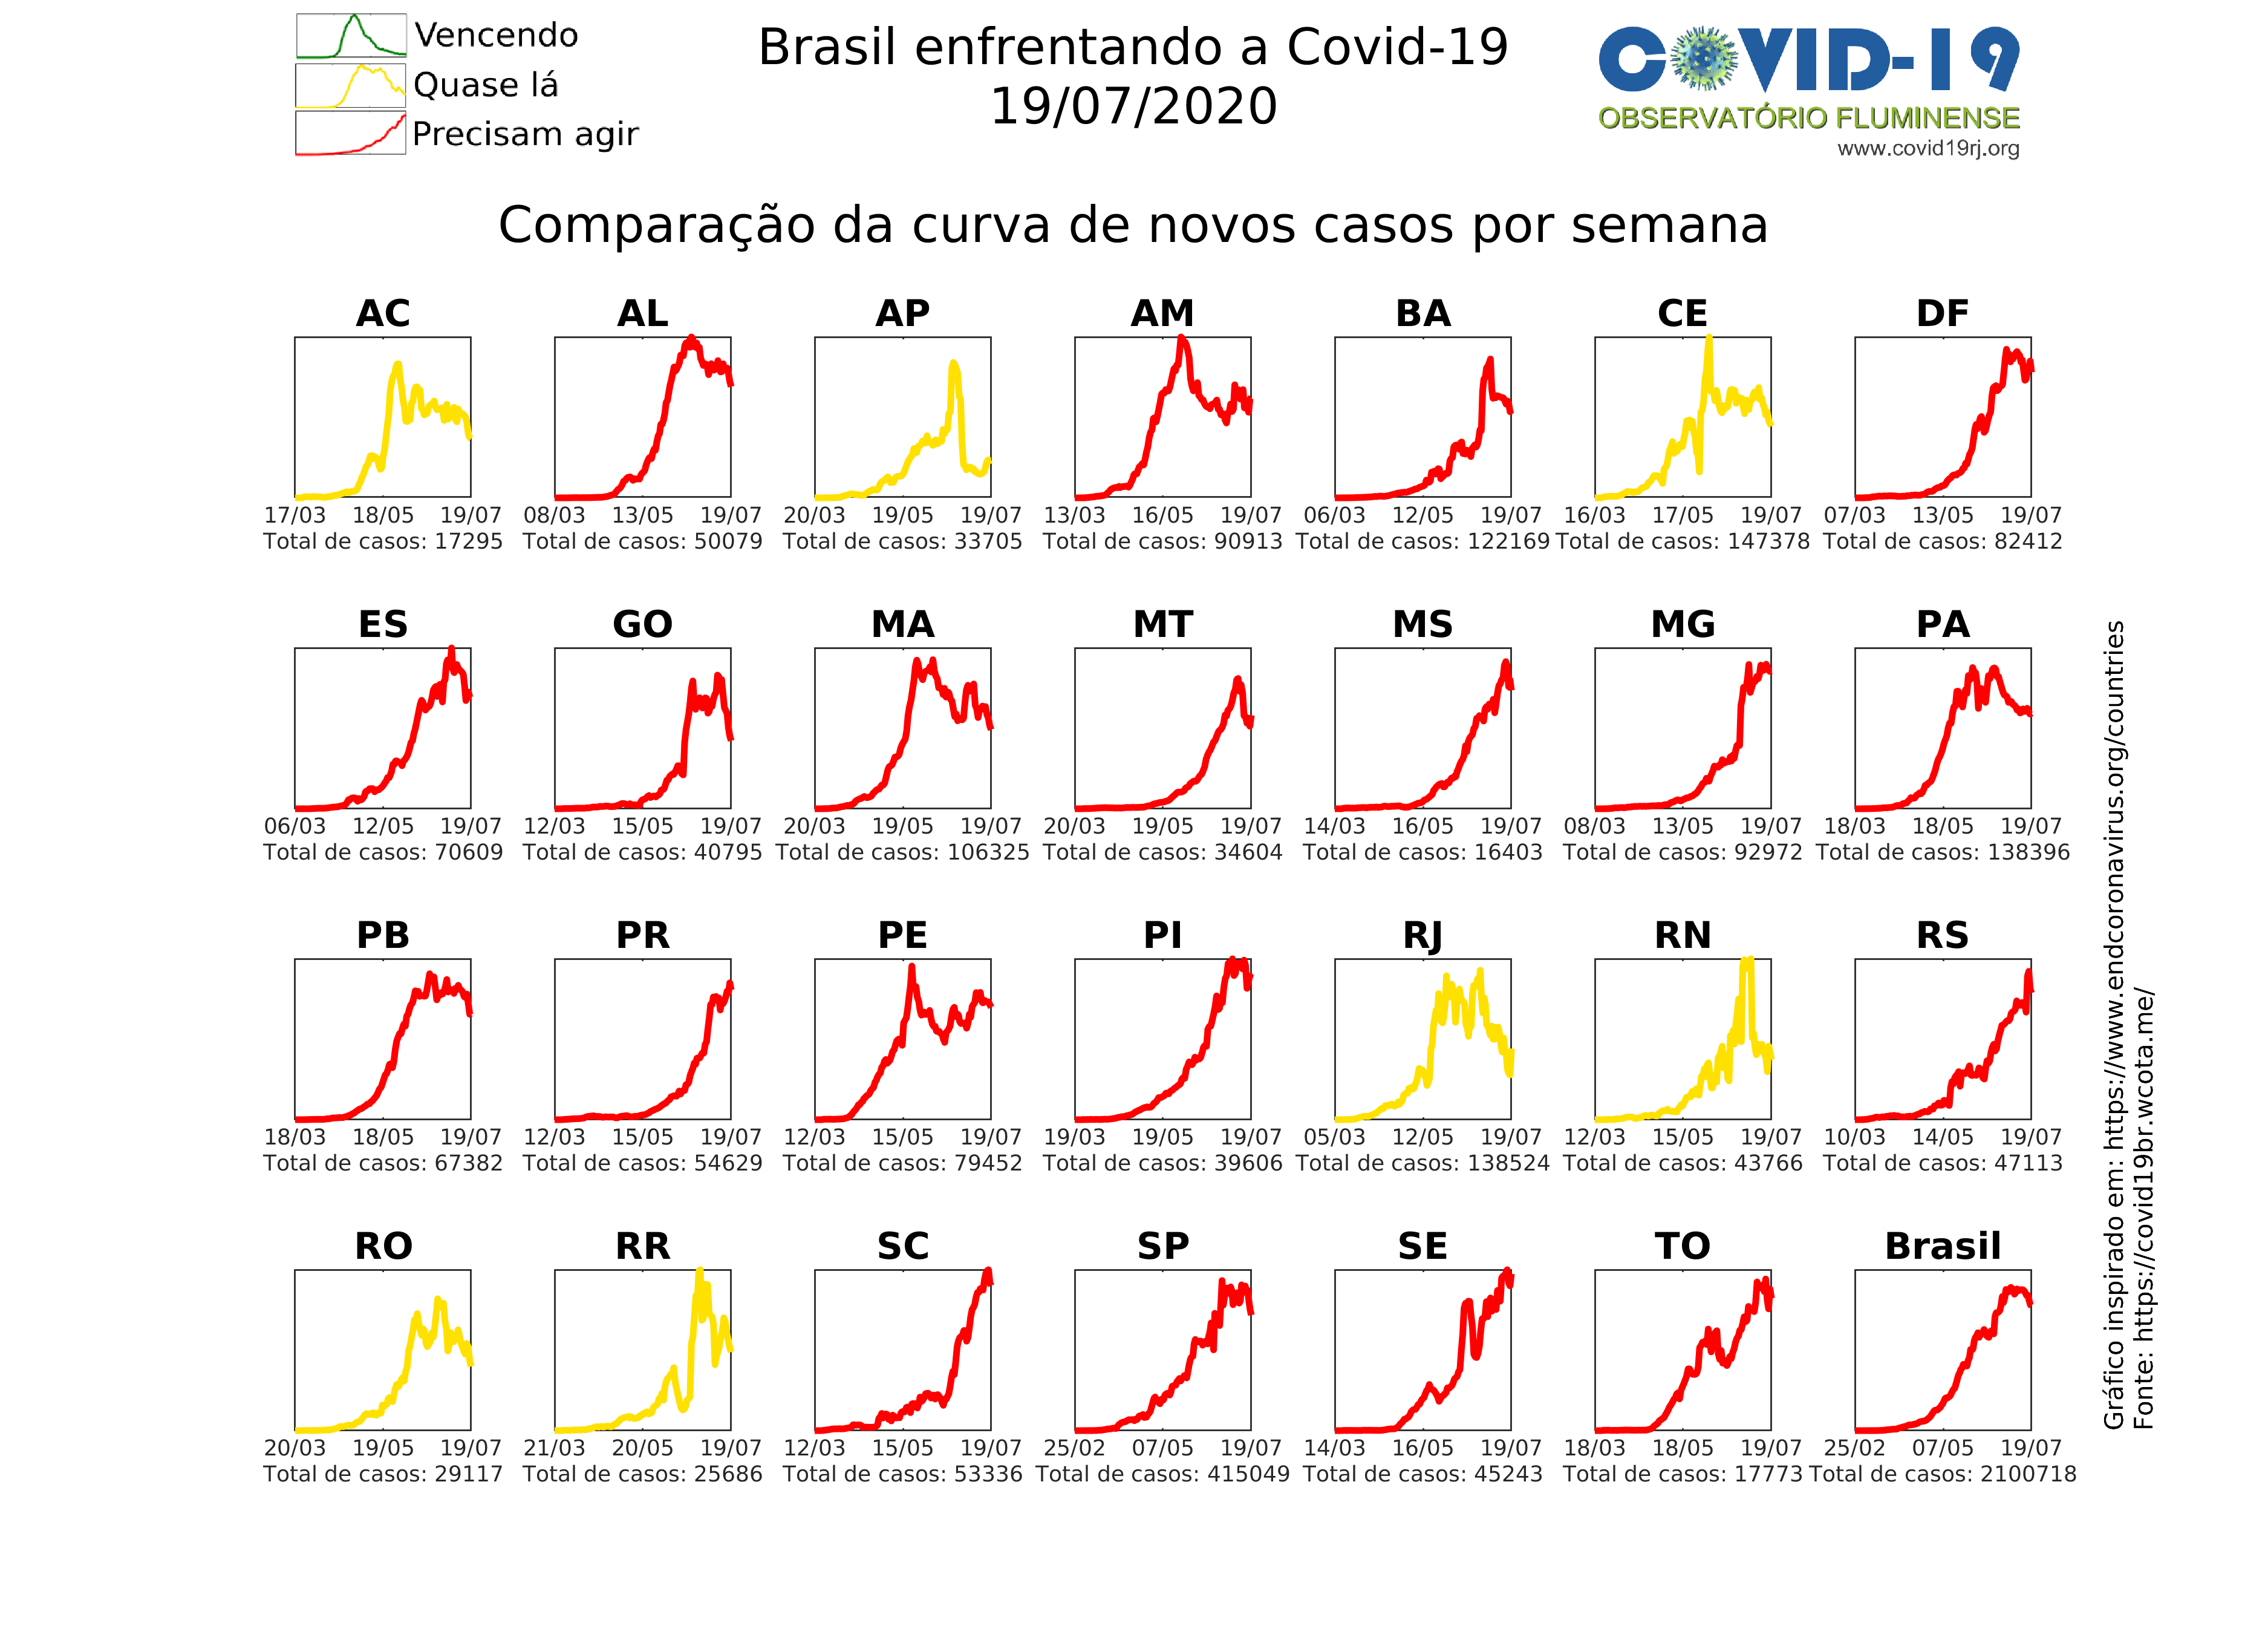 Vencendo
Quase lá
Precisam agir
Brasil enfrentando a Covid-19
19/07/2020
COVID-19
OBSERVATÓRIO FLUMINENSE
www.covid19rj.org
Comparação da curva de novos casos por semana
AC AL AP AM BA CE DF
17/03 18/05 19/07 08/03 13/05 19/07 20/03 19/05 19/07 13/03 16/05 19/07 06/03 12/05 19/07 16/03 17/05 19/07 07/03 13/05 19/07
Total de casos: 17295 Total de casos: 50079 Total de casos: 33705 Total de casos: 90913 Total de casos: 122169 Total de casos: 147378 Total de casos: 82412
ES GO MA MT MS MG PA
06/03 12/05 19/07 12/03 15/05 19/07 20/03 19/05 19/07 20/03 19/05 19/07 14/03 16/05 19/07 08/03 13/05 19/07 18/03 18/05 19/07
Total de casos: 70609 Total de casos: 40795 Total de casos: 106325 Total de casos: 34604 Total de casos: 16403 Total de casos: 92972 Total de casos: 138396
PB PR PE PI RJ RN RS
18/03 18/05 19/07 12/03 15/05 19/07 12/03 15/05 19/07 19/03 19/05 19/07 05/03 12/05 19/07 12/03 15/05 19/07 10/03 14/05 19/07
Total de casos: 67382 Total de casos: 54629 Total de casos: 79452 Total de casos: 39606 Total de casos: 138524 Total de casos: 43766 Total de casos: 47113
RO RR SC SP SE TO Brasil
20/03 19/05 19/07 21/03 20/05 19/07 12/03 15/05 19/07 25/02 07/05 19/07 14/03 16/05 19/07 18/03 18/05 19/07 25/02 07/05 19/07
Total de casos: 29117 Total de casos: 25686 Total de casos: 53336 Total de casos: 415049 Total de casos: 45243 Total de casos: 17773 Total de casos: 2100718
Gráfico inspirado em: https://www.endcoronavirus.org/countries
Fonte: https://covid19br.wcota.me/